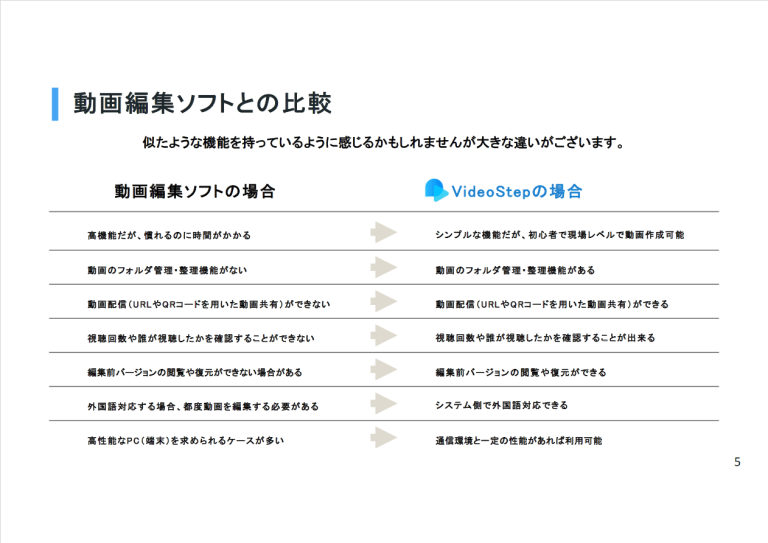 動画編集ソフトとの比較
似たような機能を持っているように感じるかもしれませんが大きな違いがございます。
動画編集ソフトの場合
VideoStepの場合
高機能だが、慣れるのに時間がかかる
シンプルな機能だが、初心者で現場レベルで動画作成可能
動画のフォルダ管理・整理機能がない
動画のフォルダ管理・整理機能がある
動画配信（URLやQRコードを用いた動画共有）ができない
動画配信（URLやQRコードを用いた動画共有）ができる
視聴回数や誰が視聴したかを確認することができない
視聴回数や誰が視聴したかを確認することが出来る
編集前バージョンの閲覧や復元ができない場合がある
編集前バージョンの閲覧や復元ができる
外国語対応する場合、都度動画を編集する必要がある
システム側で外国語対応できる
高性能なPC（端末）を求められるケースが多い
通信環境と一定の性能があれば利用可能
5